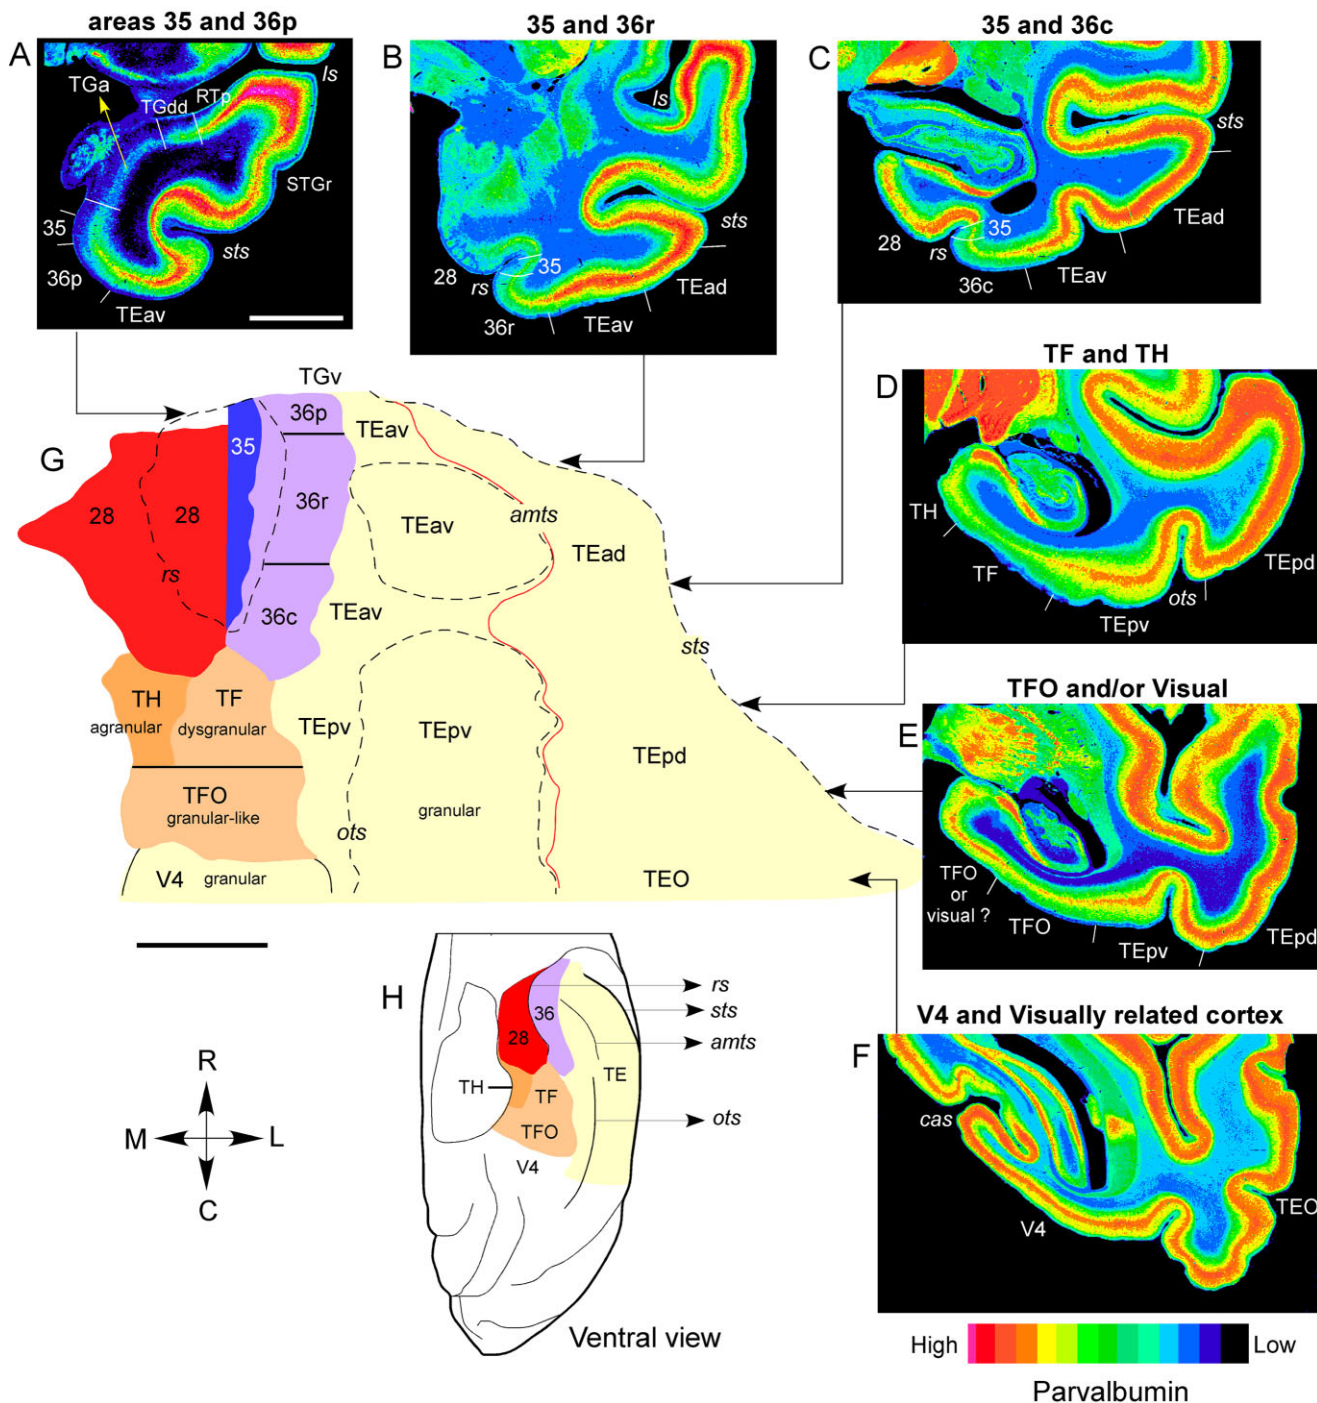 areas 35 and 36p
A
TGa
TGdd
RTp
ls
STGr
35
sts
36p
TEav
35 and 36r
B
ls
sts
28
35
rs
TEad
36r
TEav
35 and 36c
C
sts
35
28
rs
TEad
TEav
36c
TF and TH
D
TH
TF
TEpd
ots
TEpv
TFO and/or Visual
E
TFO
or
visual ?
TFO
TEpv
TEpd
V4 and Visually related cortex
F
cas
V4
TEO
High
Low
Parvalbumin
G
TGv
36p
35
TEav
28
28
36r
TEav
amts
TEad
rs
36c
TEav
sts
TH
TF
agranular
dysgranular
TEpv
TEpv
TEpd
TFO
granular-like
granular
ots
V4
granular
TEO
H
rs
36
sts
28
amts
TE
TH
TF
ots
TFO
V4
Ventral view
R
M
L
C